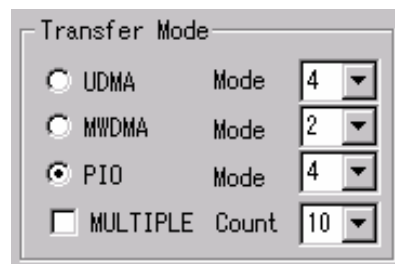 Transfer Mode
UDMA Mode 4
MWDMA Mode 2
PIO Mode 4
MULTIPLE Count 10